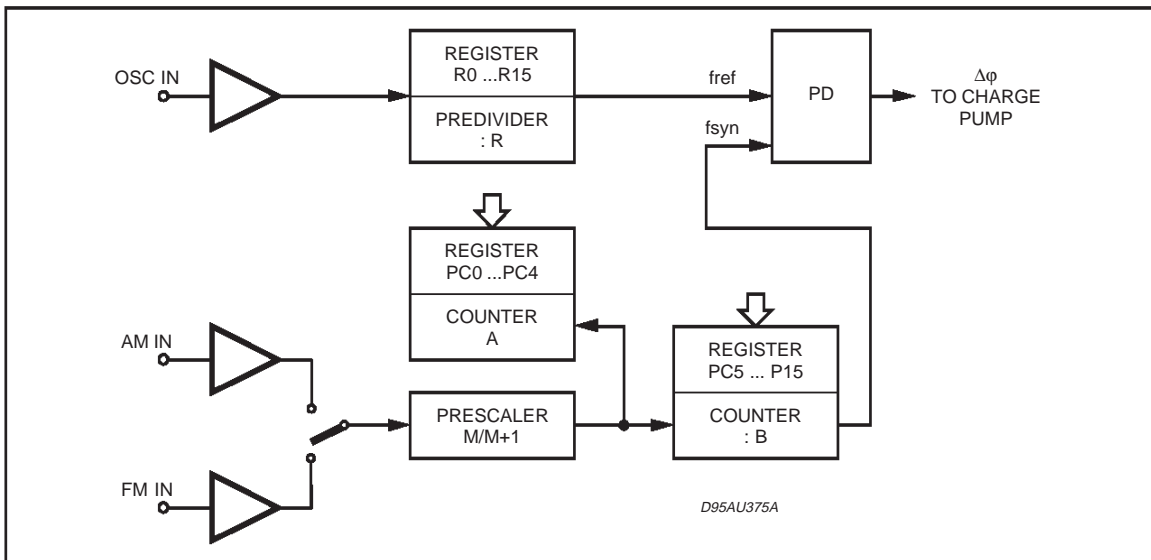 OSC IN
REGISTER
R0 ...R15
PREDIVIDER
: R
fref
fsyn
PD
Δφ
TO CHARGE
PUMP
REGISTER
PC0 ...PC4
COUNTER
A
AM IN
FM IN
PRESCALER
M/M+1
REGISTER
PC5 ... P15
COUNTER
: B
D95AU375A